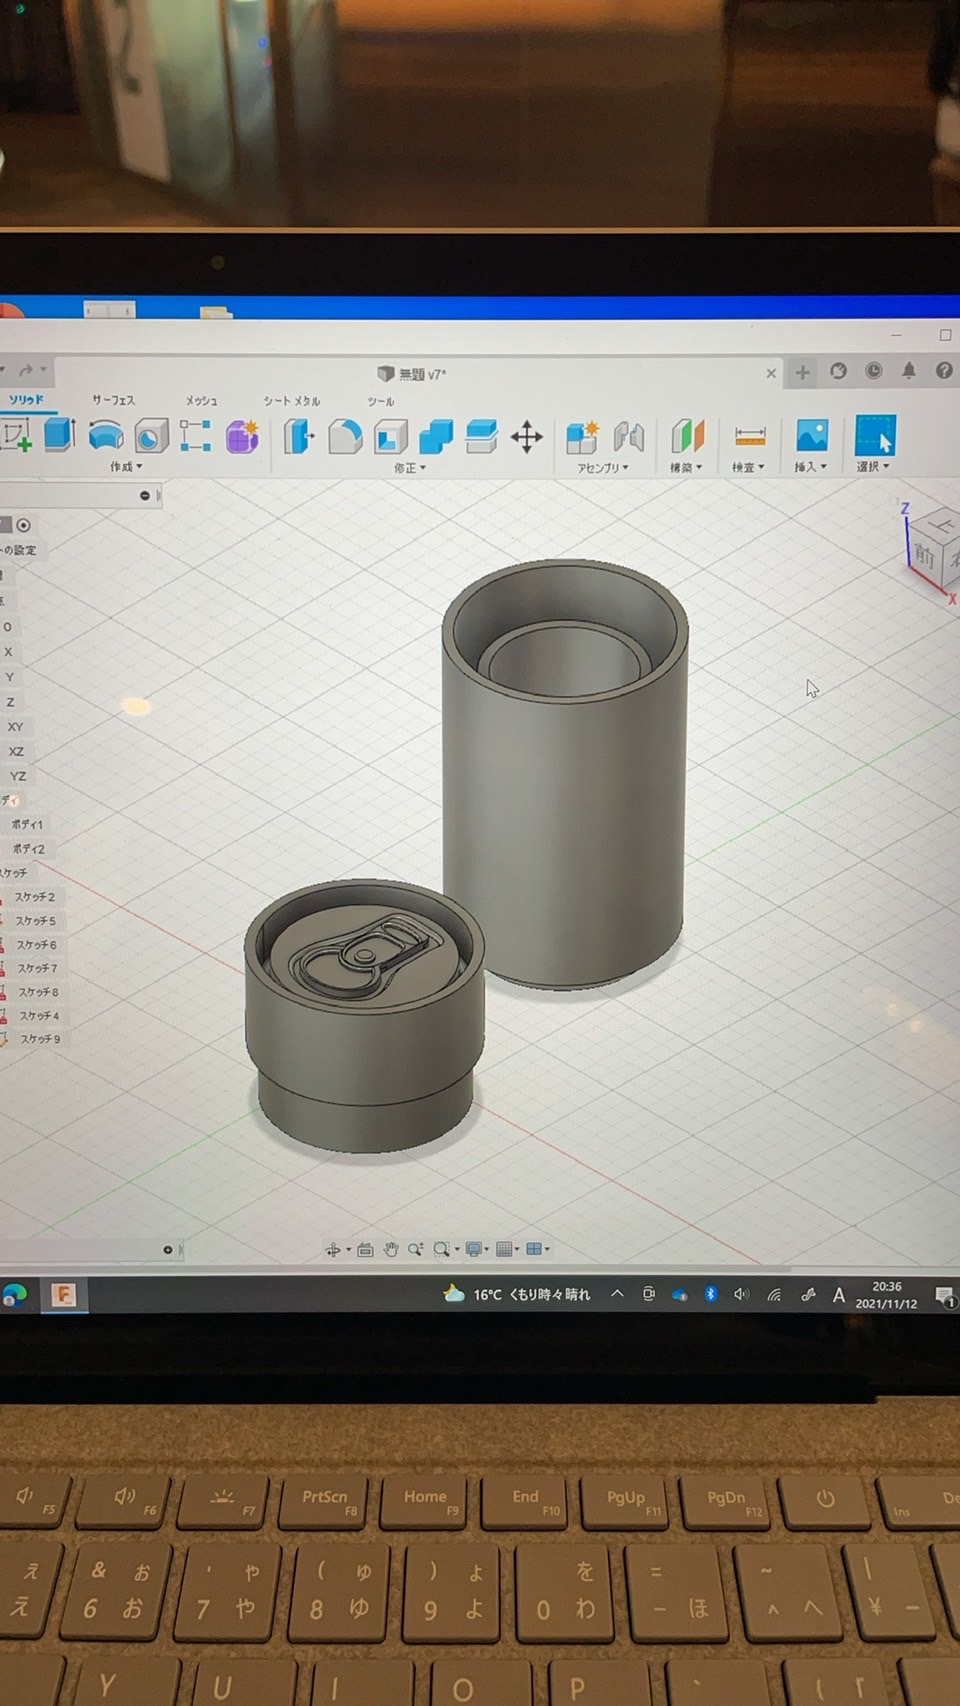 無題 v7*
ソリッド サーフェス メッシュ シート メタル ツール
作成▾ 修正▾ アセンブリ▾ 構築▾ 検査▾ 挿入▾ 選択▾
の設定
Z
上
前
X
O
X
Y
Z
XY
XZ
YZ
ディ
ボディ1
ボディ2
スケッチ
スケッチ2
スケッチ5
スケッチ6
スケッチ7
スケッチ8
スケッチ4
スケッチ9
F
16°C くもり時々晴れ
A
20:36
2021/11/12
1
F5 F6 F7 PrtScn F8 Home F9 End F10 PgUp F11 PgDn F12 Ins De
ぇ & ぉ ' ゃ ( ゅ ) ょ を = ~ |
え 6 お 7 や 8 ゆ 9 よ 0 わ - ほ ^ へ ¥ ー
Y U I O P ` {